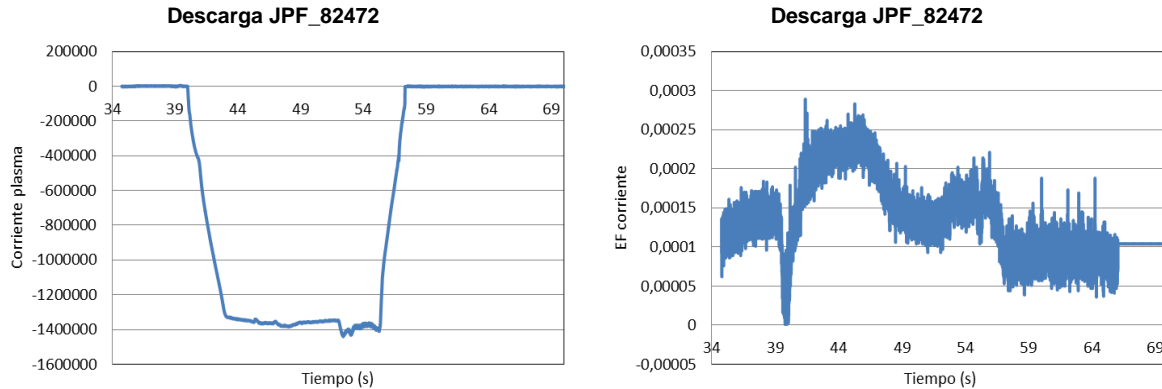 Descarga JPF_82472
200000
0
-200000
-400000
-600000
-800000
-1000000
-1200000
-1400000
-1600000
34 39 44 49 54 59 64 69
Corriente plasma
Tiempo (s)
Descarga JPF_82472
0,00035
0,0003
0,00025
0,0002
0,00015
0,0001
0,00005
0
-0,00005
34 39 44 49 54 59 64 69
EF corriente
Tiempo (s)